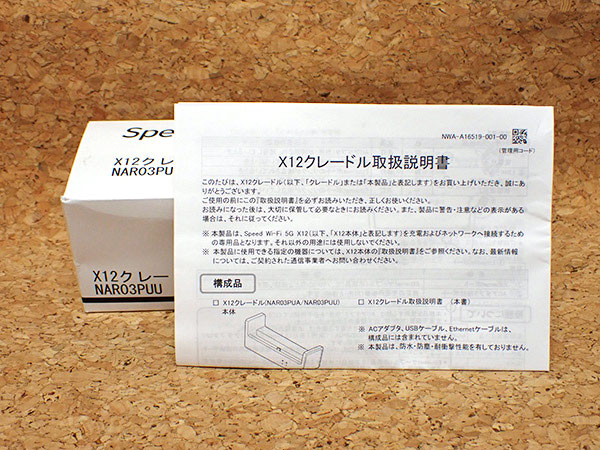 Spe
X12クレ
NAR03PU
X12クレー
NAR03PUU
NWA-A16519-001-00
(管理用コード)
X12クレードル取扱説明書
このたびは、X12クレードル(以下、「クレードル」または「本製品」と表記します)をお買い上げいただき、誠にあ
りがとうございます。
ご使用の前にこの『取扱説明書』を必ずお読みいただき、正しくお使いください。
お読みになった後は、大切に保管して必要なときにお読みください。また、製品に警告・注意などの表示がある
場合は、それに従ってください。
※ 本製品は、Speed Wi-Fi 5G X12(以下、「X12本体」と表記します)を充電およびネットワークへ接続するため
の専用品となります。それ以外の用途には使用しないでください。
※ 本製品に使用できる指定の機器については、X12本体の『取扱説明書』をご参照ください。なお、最新情報
については、ご契約された通信事業者へお問い合わせください。
構成品
□ X12クレードル(NAR03PUA/NAR03PUU)
本体
□ X12クレードル取扱説明書 (本書)
※ ACアダプタ、USBケーブル、Ethernetケーブルは、
構成品には含まれていません。
※ 本製品は、防水・防塵・耐衝撃性能を有しておりません。